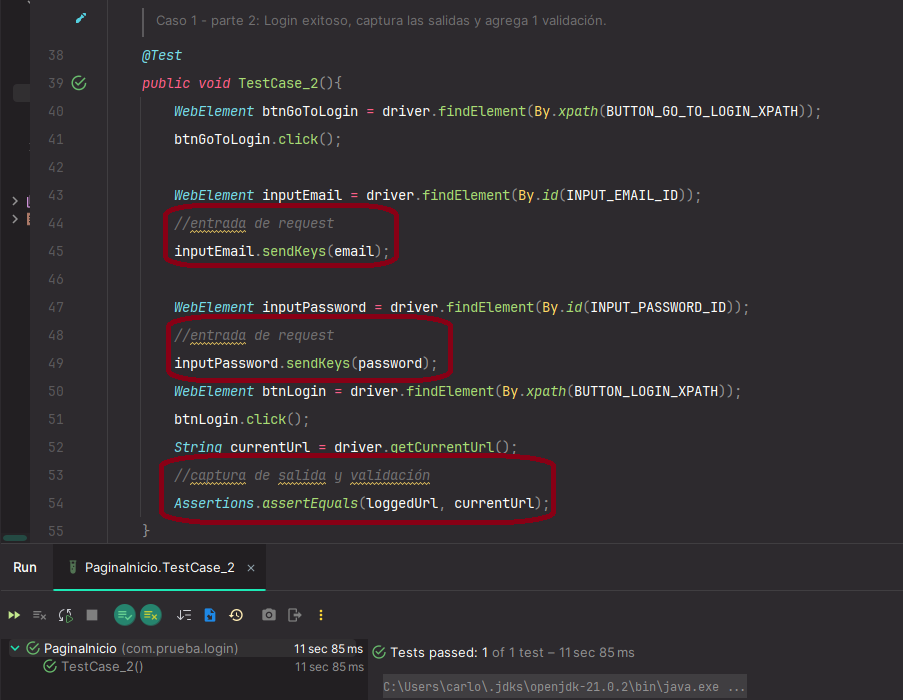 Caso 1 - parte 2: Login exitoso, captura las salidas y agrega 1 validación.
38 @Test
39 public void TestCase_2(){
40 WebElement btnGoToLogin = driver.findElement(By.xpath(BUTTON_GO_TO_LOGIN_XPATH));
41 btnGoToLogin.click();
42
43 WebElement inputEmail = driver.findElement(By.id(INPUT_EMAIL_ID));
44 //entrada de request
45 inputEmail.sendKeys(email);
46
47 WebElement inputPassword = driver.findElement(By.id(INPUT_PASSWORD_ID));
48 //entrada de request
49 inputPassword.sendKeys(password);
50 WebElement btnLogin = driver.findElement(By.xpath(BUTTON_LOGIN_XPATH));
51 btnLogin.click();
52 String currentUrl = driver.getCurrentUrl();
53 //captura de salida y validación
54 Assertions.assertEquals(loggedUrl, currentUrl);
55 }
Run PaginaInicio.TestCase_2 ×
PaginaInicio (com.prueba.login) 11 sec 85 ms
TestCase_2() 11 sec 85 ms
Tests passed: 1 of 1 test – 11 sec 85 ms
C:\Users\carlo\.jdks\openjdk-21.0.2\bin\java.exe ...